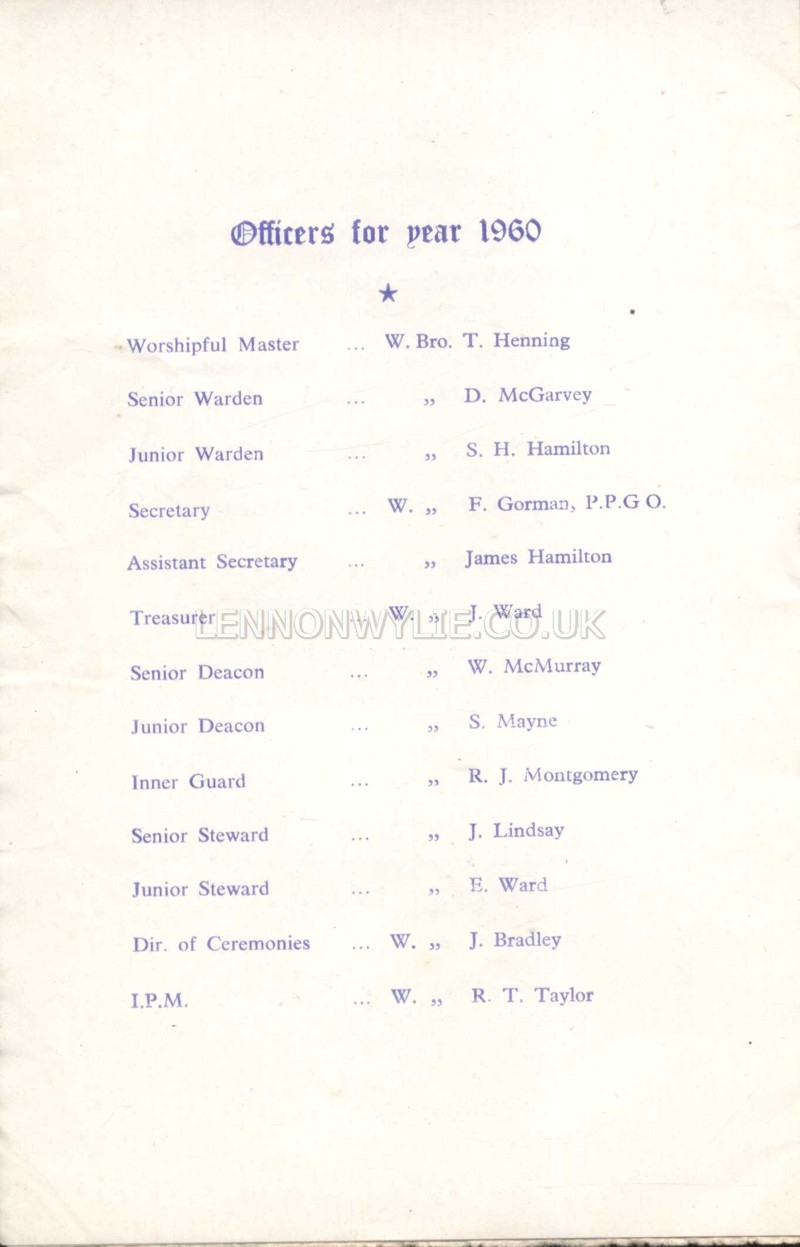 Officers for year 1960
★
Worshipful Master ... W. Bro. T. Henning
Senior Warden ... „ D. McGarvey
Junior Warden ... „ S. H. Hamilton
Secretary ... W. „ F. Gorman, P.P.G O.
Assistant Secretary ... „ James Hamilton
Treasurer ... W. „ J. Ward
LENNONWYLIE.CO.UK
Senior Deacon ... „ W. McMurray
Junior Deacon ... „ S. Mayne
Inner Guard ... „ R. J. Montgomery
Senior Steward ... „ J. Lindsay
Junior Steward ... „ E. Ward
Dir. of Ceremonies ... W. „ J. Bradley
I.P.M. ... W. „ R. T. Taylor